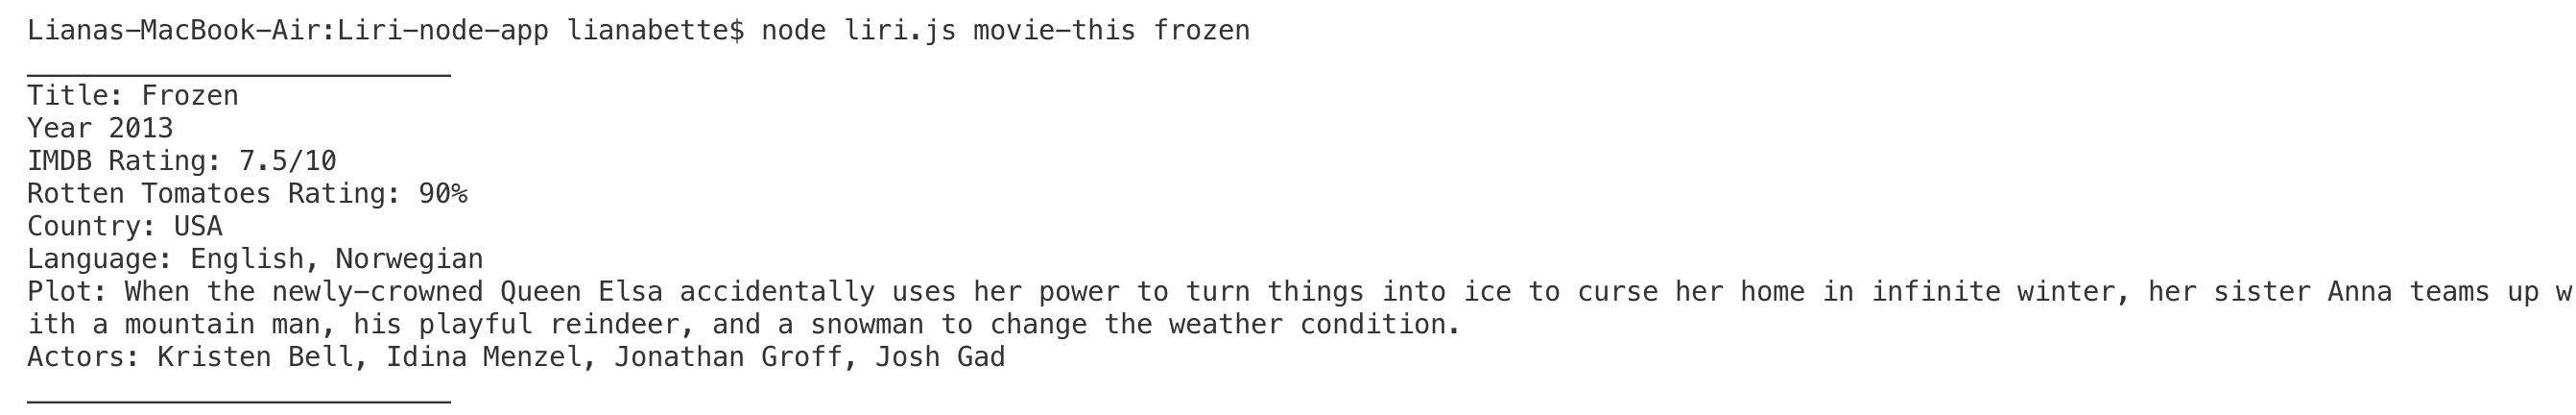 Lianas-MacBook-Air:Liri-node-app lianabette$ node liri.js movie-this frozen
__________________________
Title: Frozen
Year 2013
IMDB Rating: 7.5/10
Rotten Tomatoes Rating: 90%
Country: USA
Language: English, Norwegian
Plot: When the newly-crowned Queen Elsa accidentally uses her power to turn things into ice to curse her home in infinite winter, her sister Anna teams up w
ith a mountain man, his playful reindeer, and a snowman to change the weather condition.
Actors: Kristen Bell, Idina Menzel, Jonathan Groff, Josh Gad
__________________________